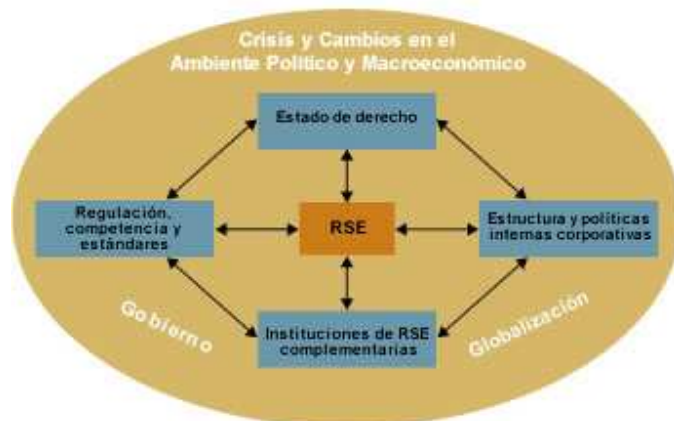 Crisis y Cambios en el
Ambiente Político y Macroeconómico
Estado de derecho
Regulación,
competencia y
estándares
RSE
Estructura y políticas
internas corporativas
Instituciones de RSE
complementarias
Gobierno
Globalización